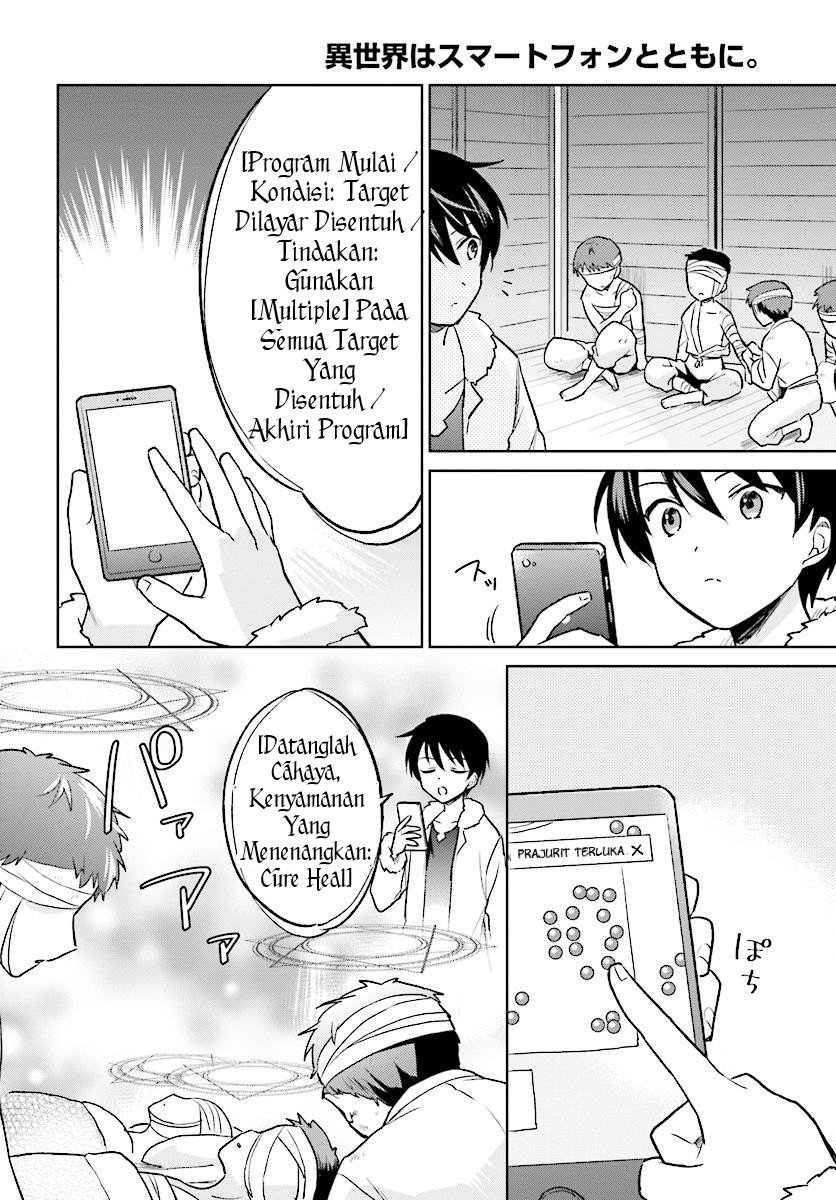 異世界はスマートフォンとともに。
スッ
[Program Mulai /
Kondisi: Target
Dilayar Disentuh /
Tindakan:
Gunakan
[Multiple] Pada
Semua Target
Yang
Disentuh /
Akhiri Program]
PRAJURIT TERLUKA X
ぽち
[Datanglah
Cahaya,
Kenyamanan
Yang
Menenangkan:
Cure Heal]
パァァァ